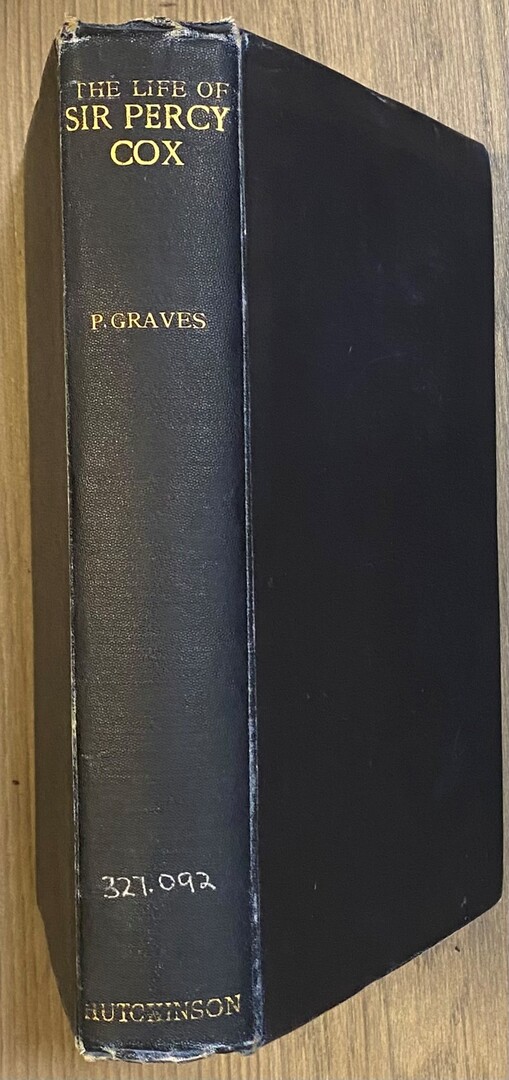 THE LIFE OF
SIR PERCY
COX
P. GRAVES
327.092
HUTCHINSON